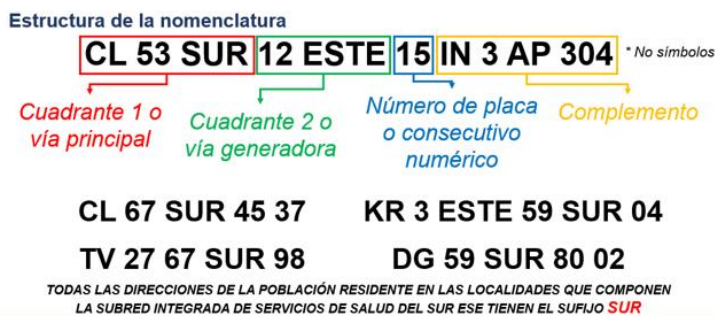 Estructura de la nomenclatura
CL 53 SUR 12 ESTE 15 IN 3 AP 304 * No símbolos
Cuadrante 1 o
vía principal
Cuadrante 2 o
vía generadora
Número de placa
o consecutivo
numérico
Complemento
CL 67 SUR 45 37
KR 3 ESTE 59 SUR 04
TV 27 67 SUR 98
DG 59 SUR 80 02
TODAS LAS DIRECCIONES DE LA POBLACIÓN RESIDENTE EN LAS LOCALIDADES QUE COMPONEN
LA SUBRED INTEGRADA DE SERVICIOS DE SALUD DEL SUR ESE TIENEN EL SUFIJO SUR